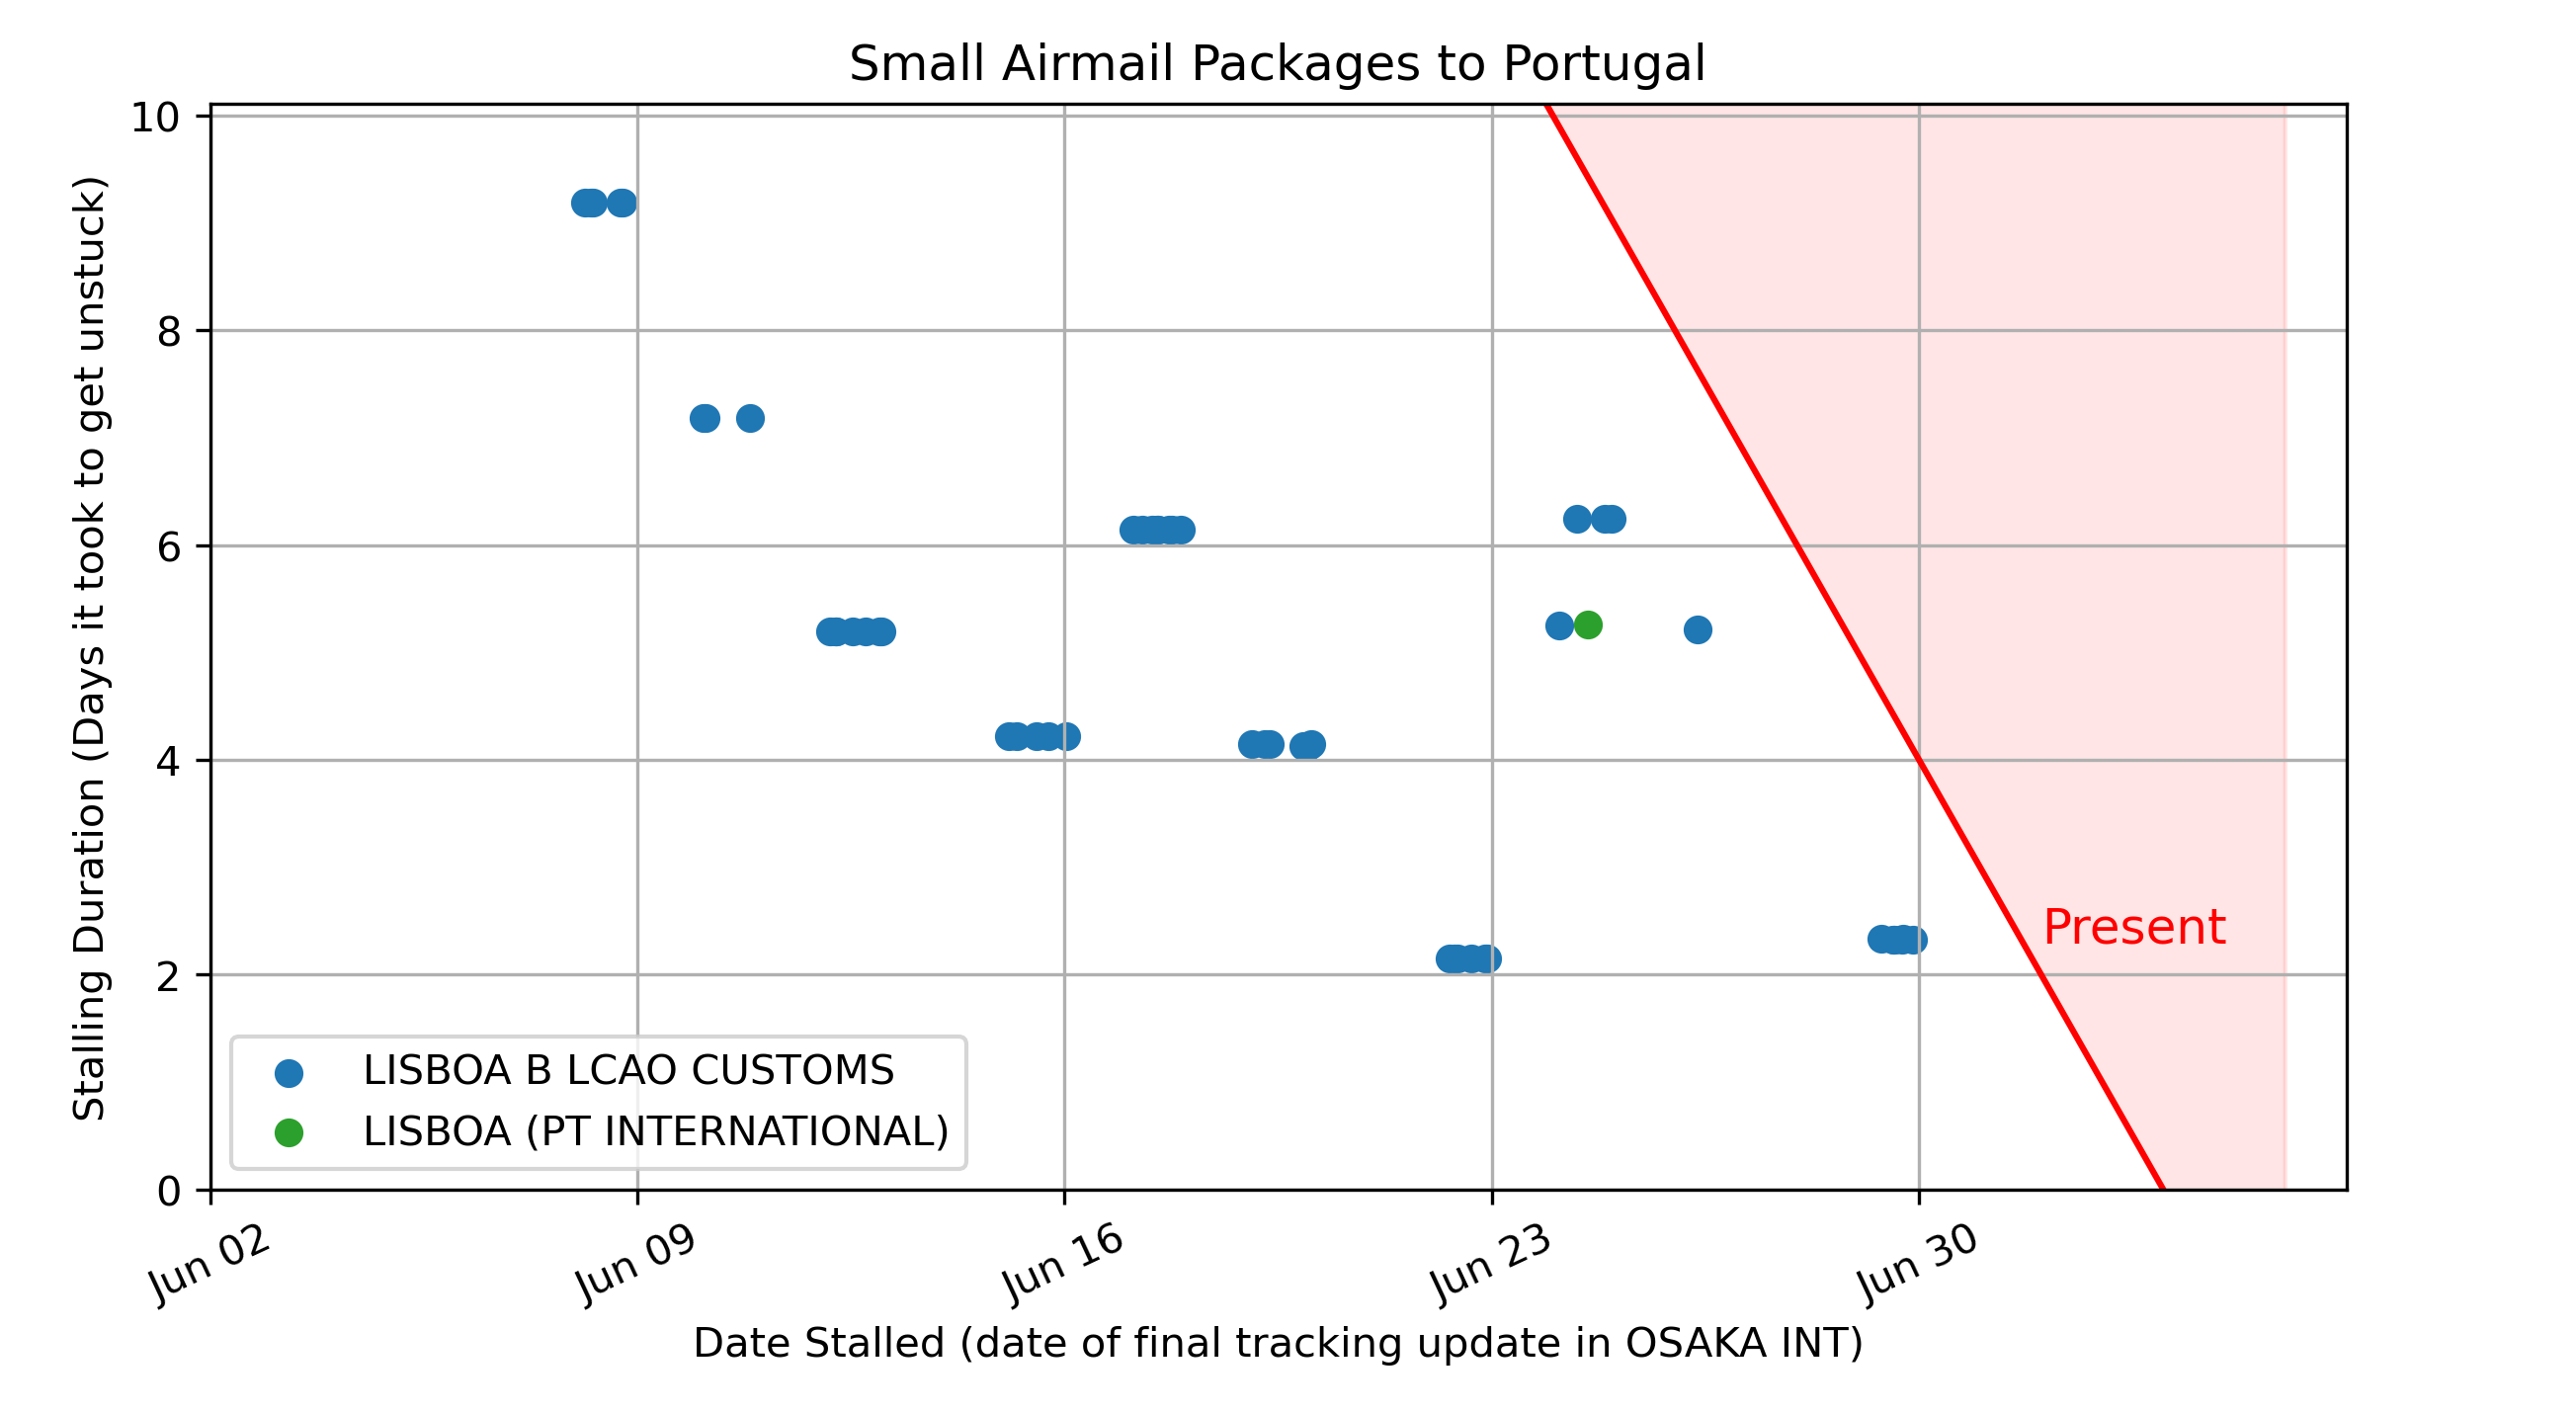 Small Airmail Packages to Portugal
Stalling Duration (Days it took to get unstuck)
10
8
6
4
2
0
Present
LISBOA B LCAO CUSTOMS
LISBOA (PT INTERNATIONAL)
Jun 02
Jun 09
Jun 16
Jun 23
Jun 30
Date Stalled (date of final tracking update in OSAKA INT)